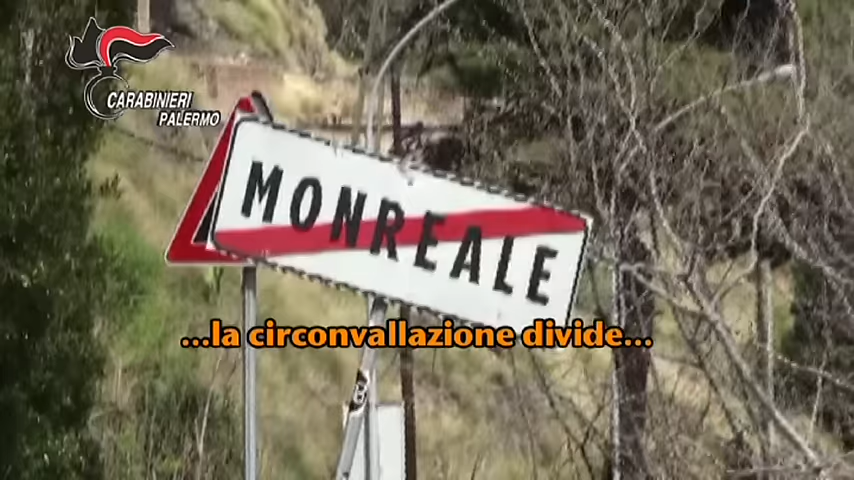 CARABINIERI
PALERMO
MONREALE
...la circonvallazione divide...